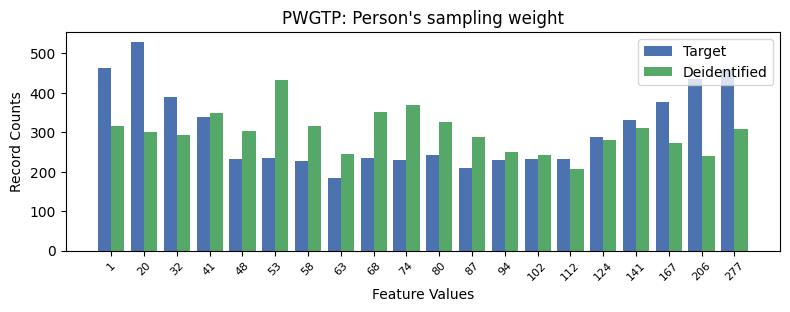 PWGTP: Person's sampling weight
Target
Deidentified
Record Counts
500
400
300
200
100
0
1 20 32 41 48 53 58 63 68 74 80 87 94 102 112 124 141 167 206 277
Feature Values